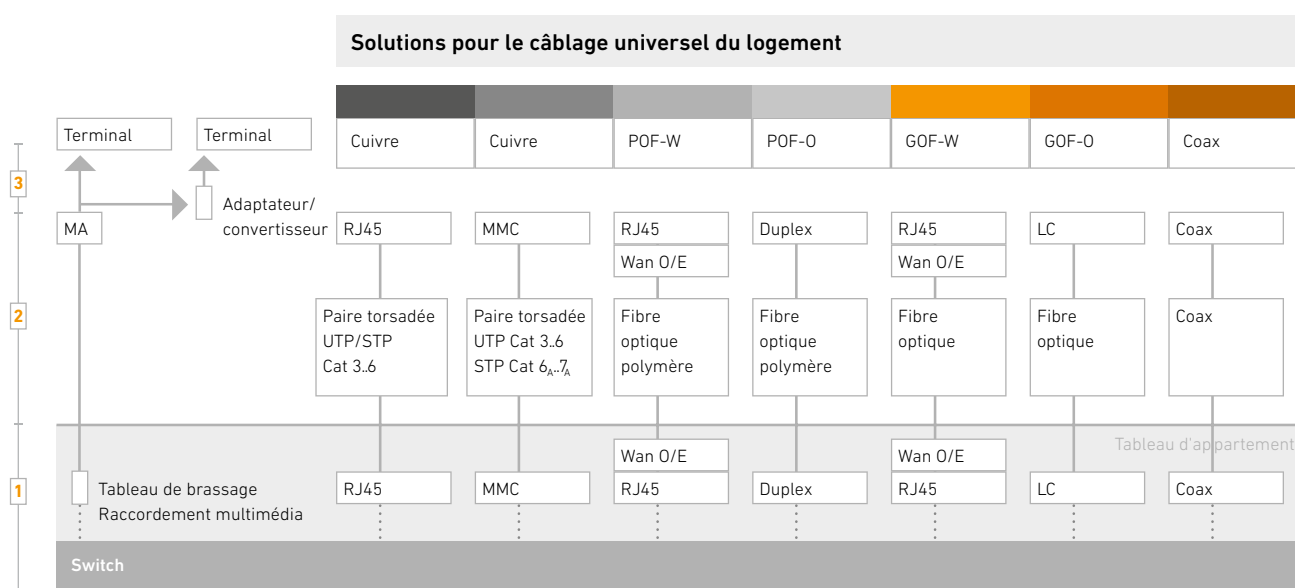 Solutions pour le câblage universel du logement
Terminal
Terminal
Cuivre
Cuivre
POF-W
POF-O
GOF-W
GOF-O
Coax
3
Adaptateur/
convertisseur
MA
RJ45
MMC
RJ45
Duplex
RJ45
LC
Coax
Wan O/E
Wan O/E
2
Paire torsadée
UTP/STP
Cat 3..6
Paire torsadée
UTP Cat 3..6
STP Cat 6A..7A
Fibre
optique
polymère
Fibre
optique
polymère
Fibre
optique
Fibre
optique
Coax
Tableau d'appartement
Wan O/E
Wan O/E
1
Tableau de brassage
Raccordement multimédia
RJ45
MMC
RJ45
Duplex
RJ45
LC
Coax
Switch